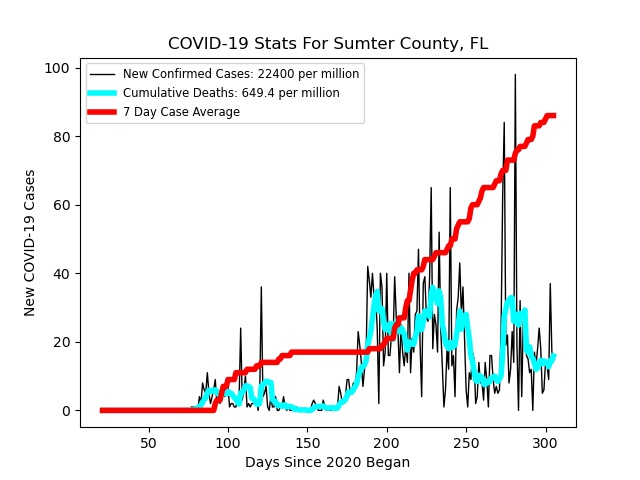 COVID-19 Stats For Sumter County, FL
New Confirmed Cases: 22400 per million
Cumulative Deaths: 649.4 per million
7 Day Case Average
100
80
60
40
20
0
New COVID-19 Cases
50 100 150 200 250 300
Days Since 2020 Began